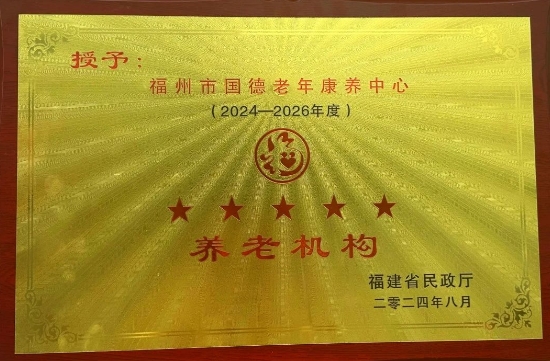 授予：
福州市国德老年康养中心
（2024—2026年度）
★★★★★
养老机构
福建省民政厅
二零二四年八月